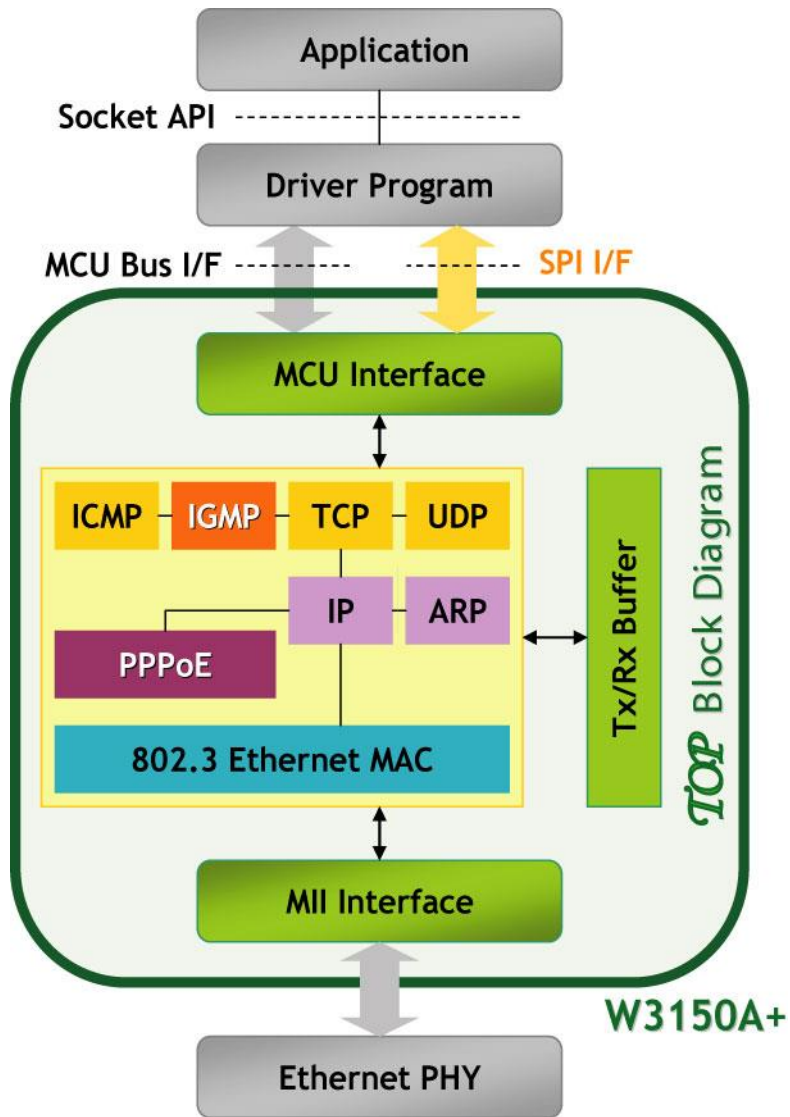 Application
Socket API
Driver Program
MCU Bus I/F
SPI I/F
MCU Interface
ICMP
IGMP
TCP
UDP
IP
ARP
PPPoE
802.3 Ethernet MAC
Tx/Rx Buffer
TOP Block Diagram
MII Interface
W3150A+
Ethernet PHY